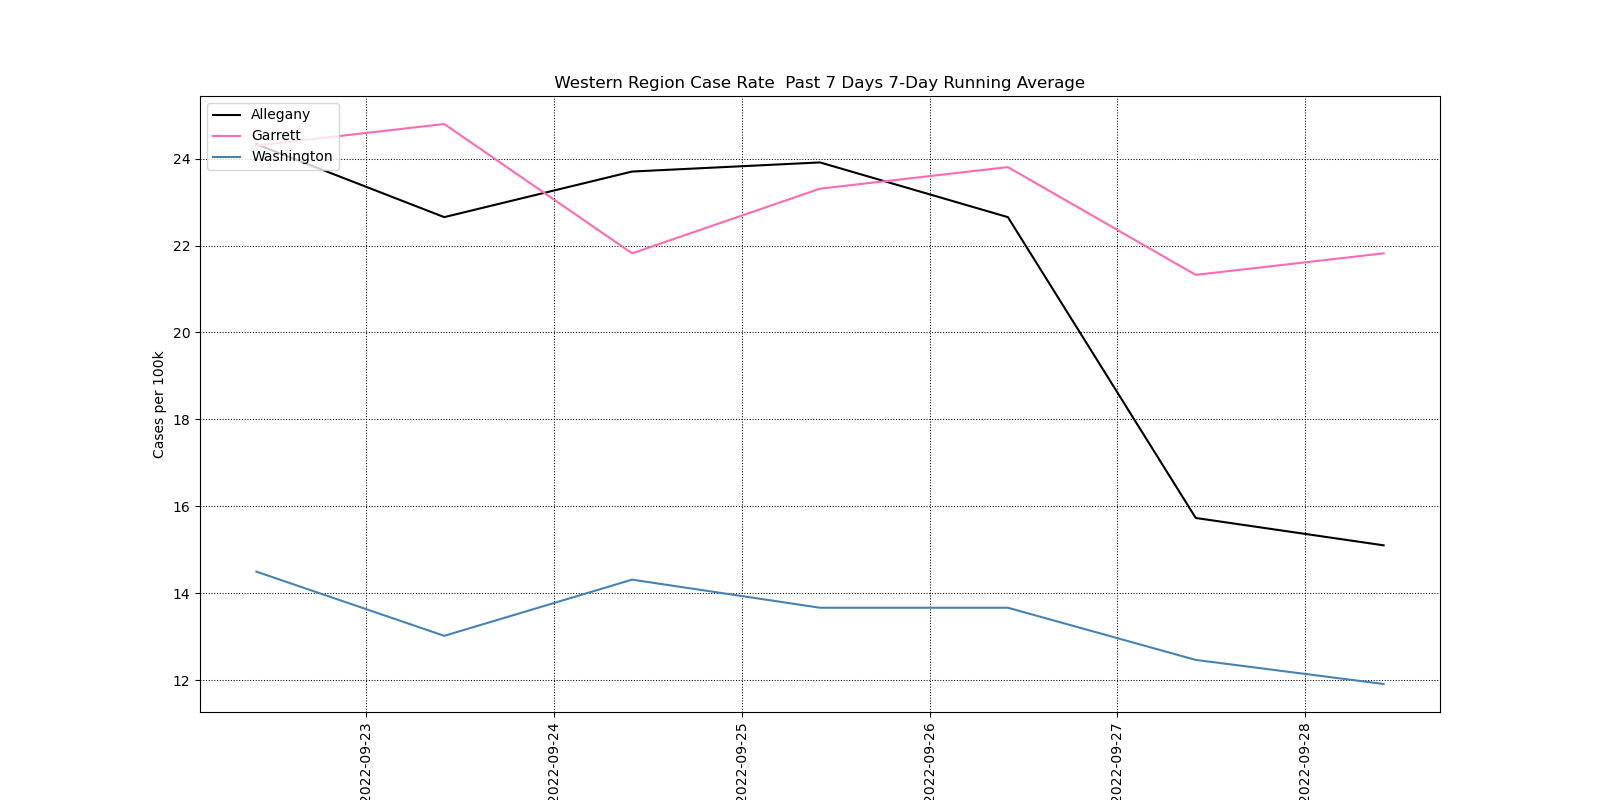 Western Region Case Rate  Past 7 Days 7-Day Running Average
Allegany
Garrett
Washington
Cases per 100k
24
22
20
18
16
14
12
2022-09-23
2022-09-24
2022-09-25
2022-09-26
2022-09-27
2022-09-28